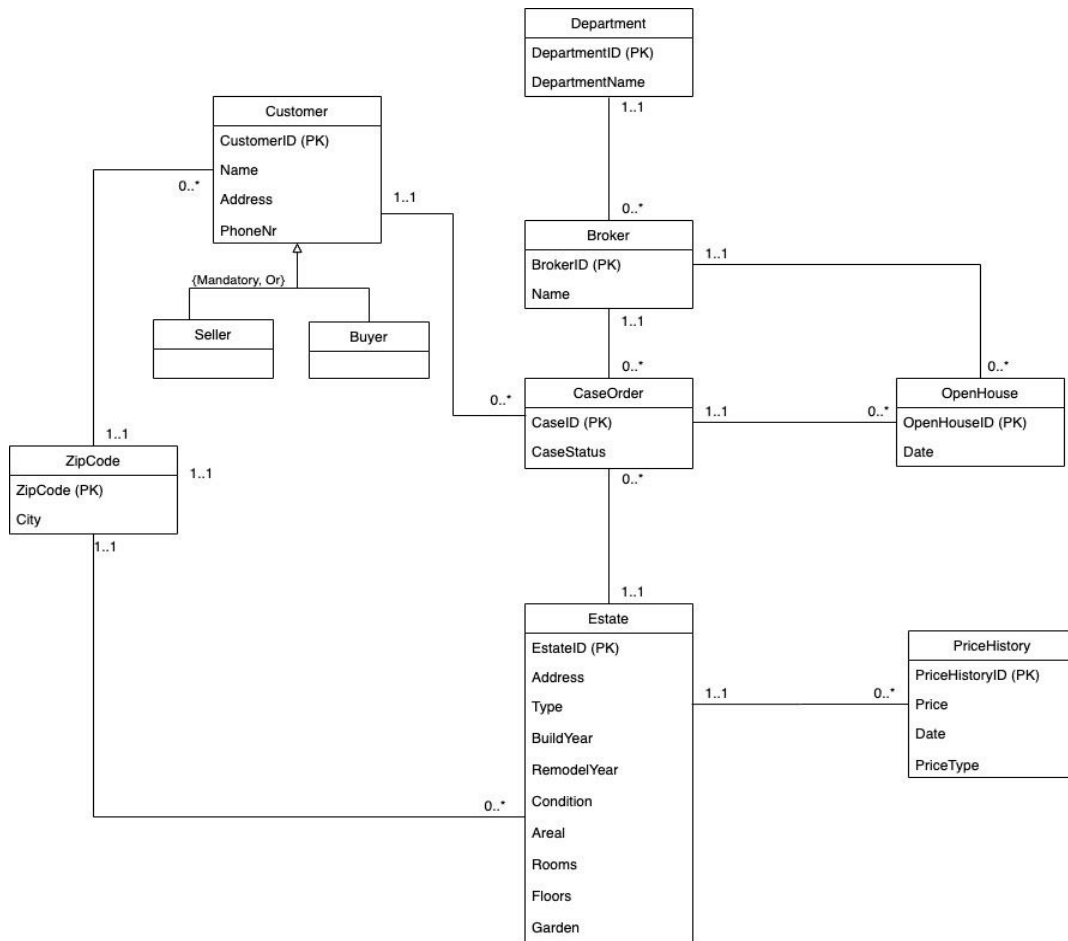 Department
DepartmentID (PK)
DepartmentName
1..1
Customer
CustomerID (PK)
Name
Address
PhoneNr
0..*
1..1
{Mandatory, Or}
Seller
Buyer
0..*
Broker
BrokerID (PK)
Name
1..1
1..1
0..*
0..*
CaseOrder
CaseID (PK)
CaseStatus
0..*
1..1
0..*
OpenHouse
OpenHouseID (PK)
Date
1..1
ZipCode
ZipCode (PK)
City
1..1
1..1
0..*
1..1
Estate
EstateID (PK)
Address
Type
BuildYear
RemodelYear
Condition
Areal
Rooms
Floors
Garden
0..*
1..1
0..*
PriceHistory
PriceHistoryID (PK)
Price
Date
PriceType